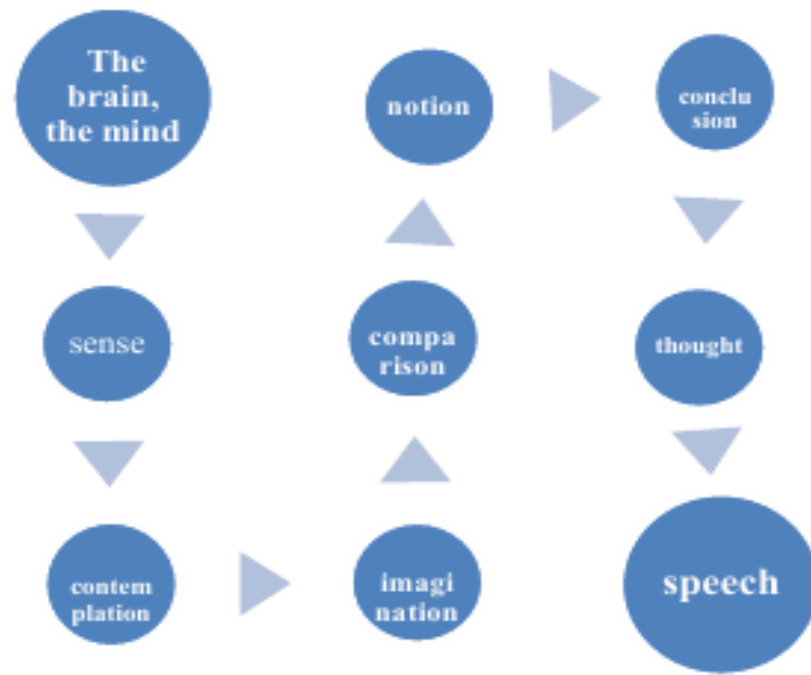 The
brain,
the mind
sense
contem
plation
imagi
nation
compa
rison
notion
conclu
sion
thought
speech